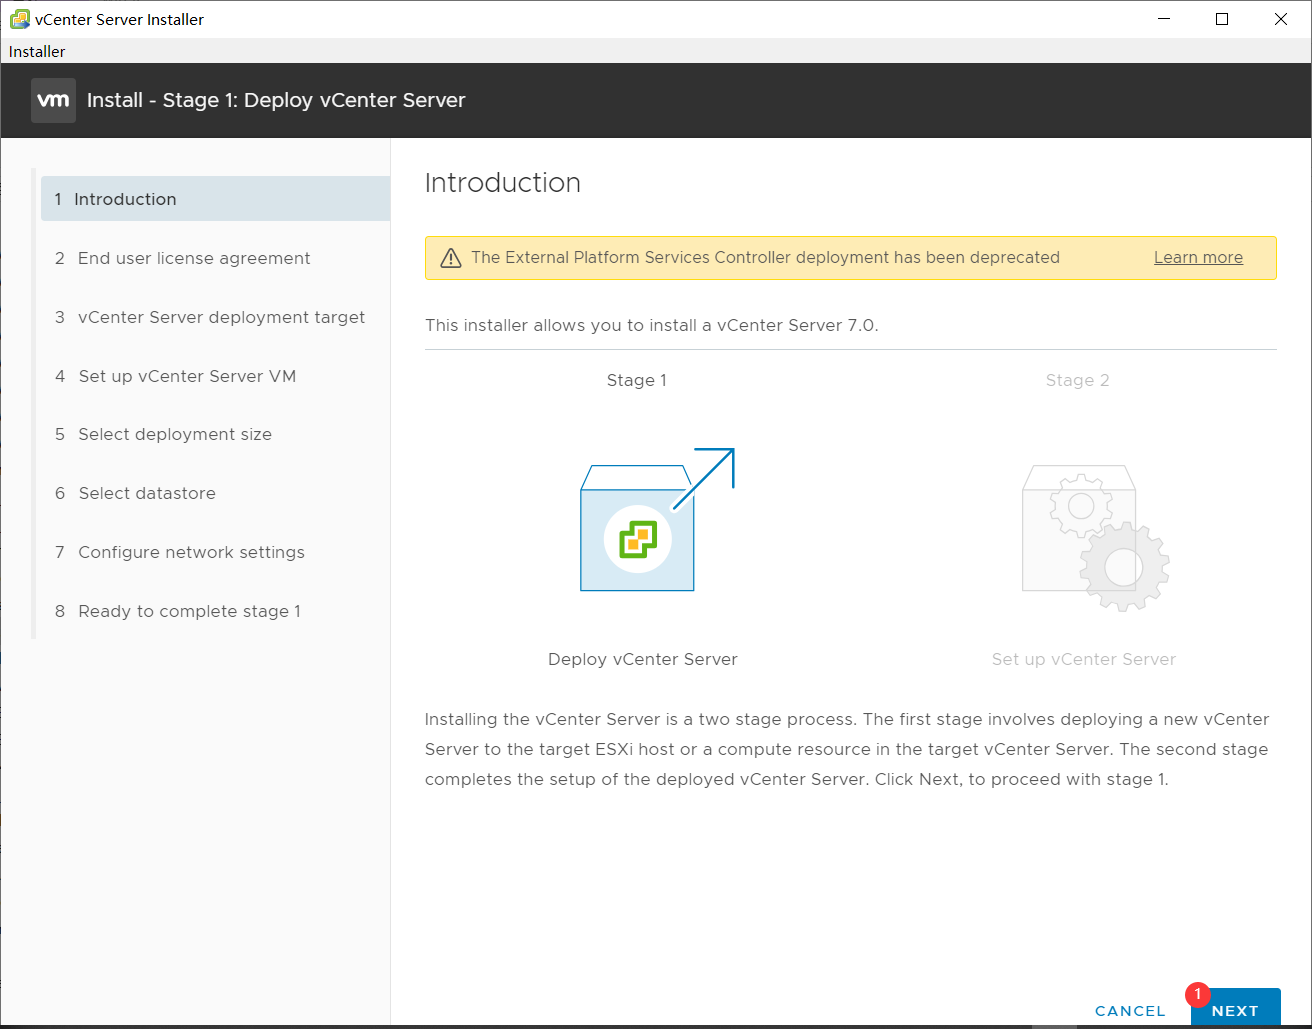 vCenter Server Installer
Installer
vm Install - Stage 1: Deploy vCenter Server
1 Introduction
2 End user license agreement
3 vCenter Server deployment target
4 Set up vCenter Server VM
5 Select deployment size
6 Select datastore
7 Configure network settings
8 Ready to complete stage 1
Introduction
The External Platform Services Controller deployment has been deprecated Learn more
This installer allows you to install a vCenter Server 7.0.
Stage 1 Stage 2
Deploy vCenter Server Set up vCenter Server
Installing the vCenter Server is a two stage process. The first stage involves deploying a new vCenter
Server to the target ESXi host or a compute resource in the target vCenter Server. The second stage
completes the setup of the deployed vCenter Server. Click Next, to proceed with stage 1.
CANCEL 1 NEXT